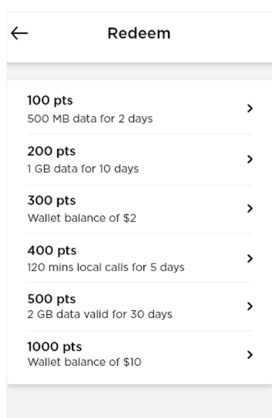 Redeem
100 pts
500 MB data for 2 days
200 pts
1 GB data for 10 days
300 pts
Wallet balance of $2
400 pts
120 mins local calls for 5 days
500 pts
2 GB data valid for 30 days
1000 pts
Wallet balance of $10